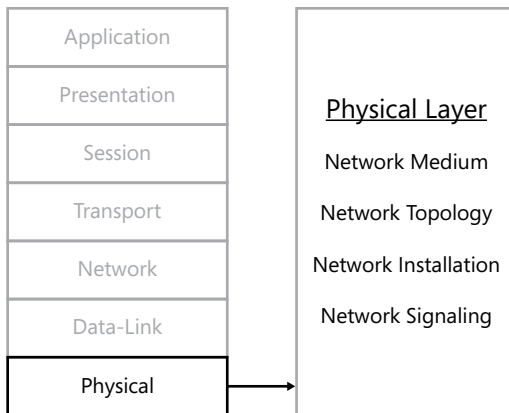 Application
Presentation
Session
Transport
Network
Data-Link
Physical
Physical Layer
Network Medium
Network Topology
Network Installation
Network Signaling